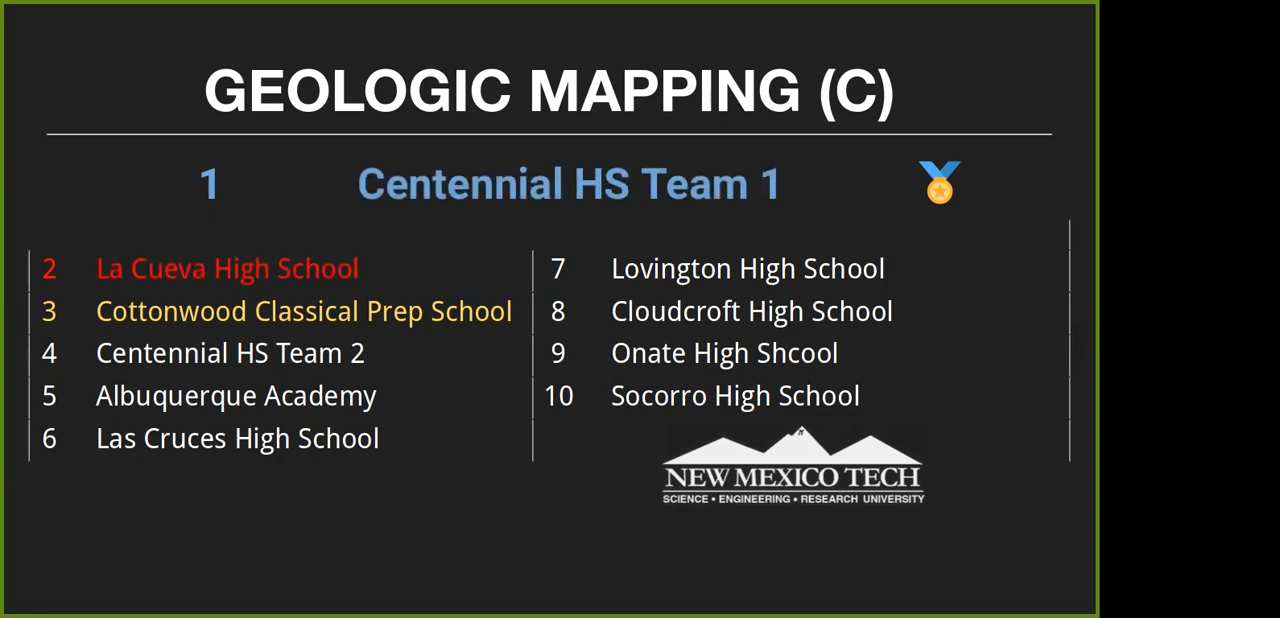 GEOLOGIC MAPPING (C)
1 Centennial HS Team 1
2 La Cueva High School
3 Cottonwood Classical Prep School
4 Centennial HS Team 2
5 Albuquerque Academy
6 Las Cruces High School
7 Lovington High School
8 Cloudcroft High School
9 Onate High Shcool
10 Socorro High School
NEW MEXICO TECH
SCIENCE • ENGINEERING • RESEARCH UNIVERSITY